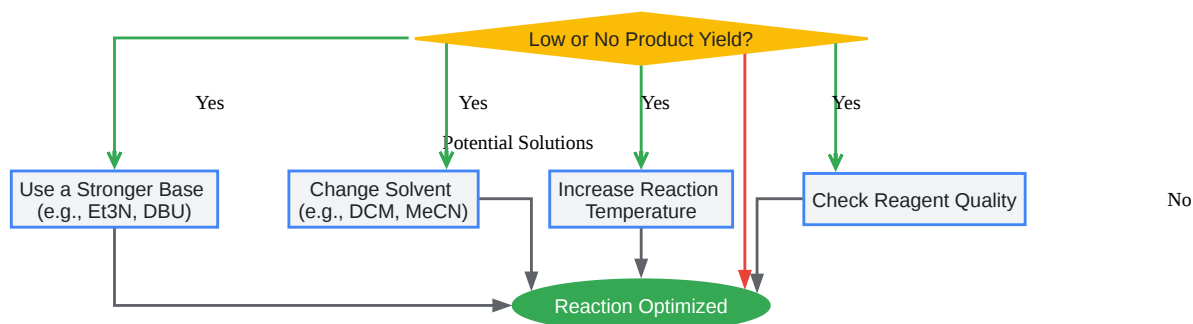 Low or No Product Yield?
Yes
Yes
Yes
Yes
Potential Solutions
Use a Stronger Base
(e.g., Et3N, DBU)
Change Solvent
(e.g., DCM, MeCN)
Increase Reaction
Temperature
Check Reagent Quality
No
Reaction Optimized